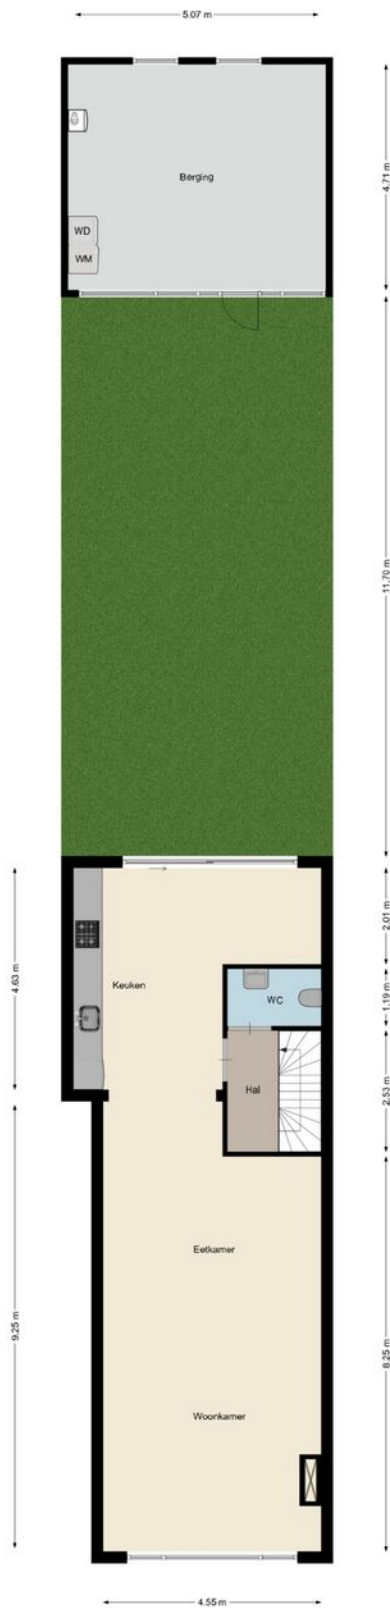 5.07 m
4.71 m
Berging
WD
WM
11.70 m
2.01 m
4.63 m
Keuken
WC
1.19 m
Hal
2.53 m
Eetkamer
9.25 m
8.25 m
Woonkamer
4.55 m